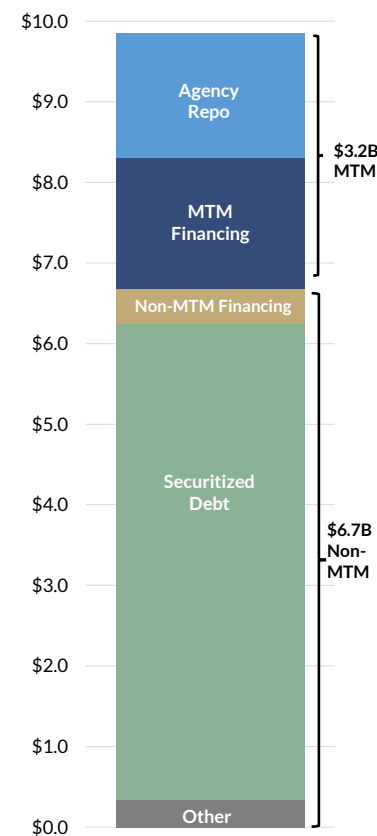 $10.0
Agency
Repo
$9.0
$3.2B
MTM
$8.0
MTM
Financing
$7.0
Non-MTM Financing
$6.0
$5.0
Securitized
Debt
$4.0
$6.7B
Non-
MTM
$3.0
$2.0
$1.0
Other
$0.0